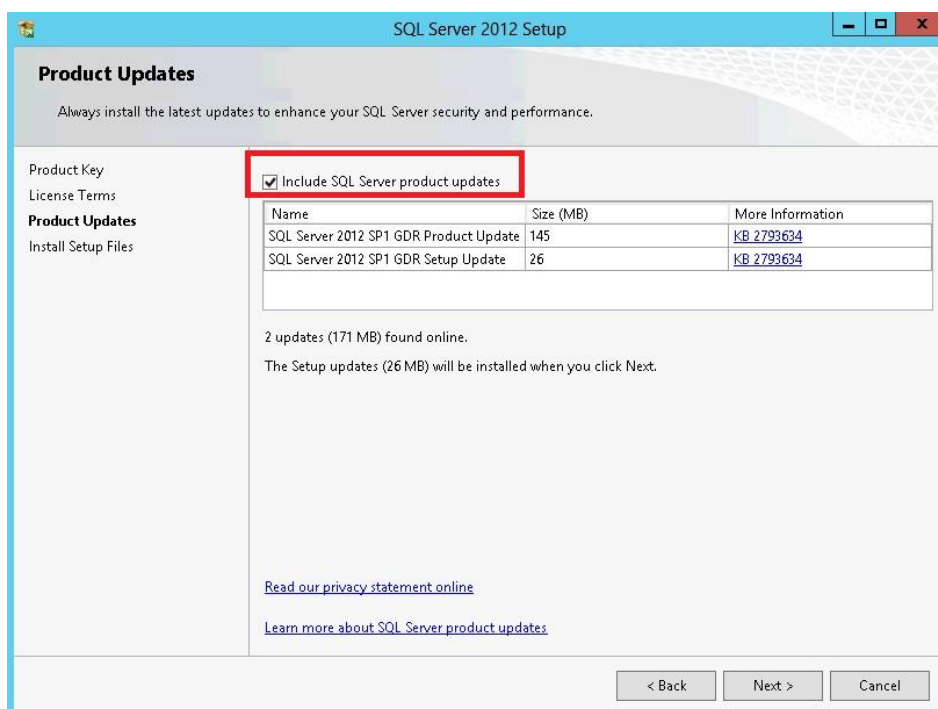 SQL Server 2012 Setup
Product Updates
Always install the latest updates to enhance your SQL Server security and performance.
Product Key
License Terms
Product Updates
Install Setup Files
Include SQL Server product updates
Name Size (MB) More Information
SQL Server 2012 SP1 GDR Product Update 145 KB 2793634
SQL Server 2012 SP1 GDR Setup Update 26 KB 2793634
2 updates (171 MB) found online.
The Setup updates (26 MB) will be installed when you click Next.
Read our privacy statement online
Learn more about SQL Server product updates
< Back Next > Cancel